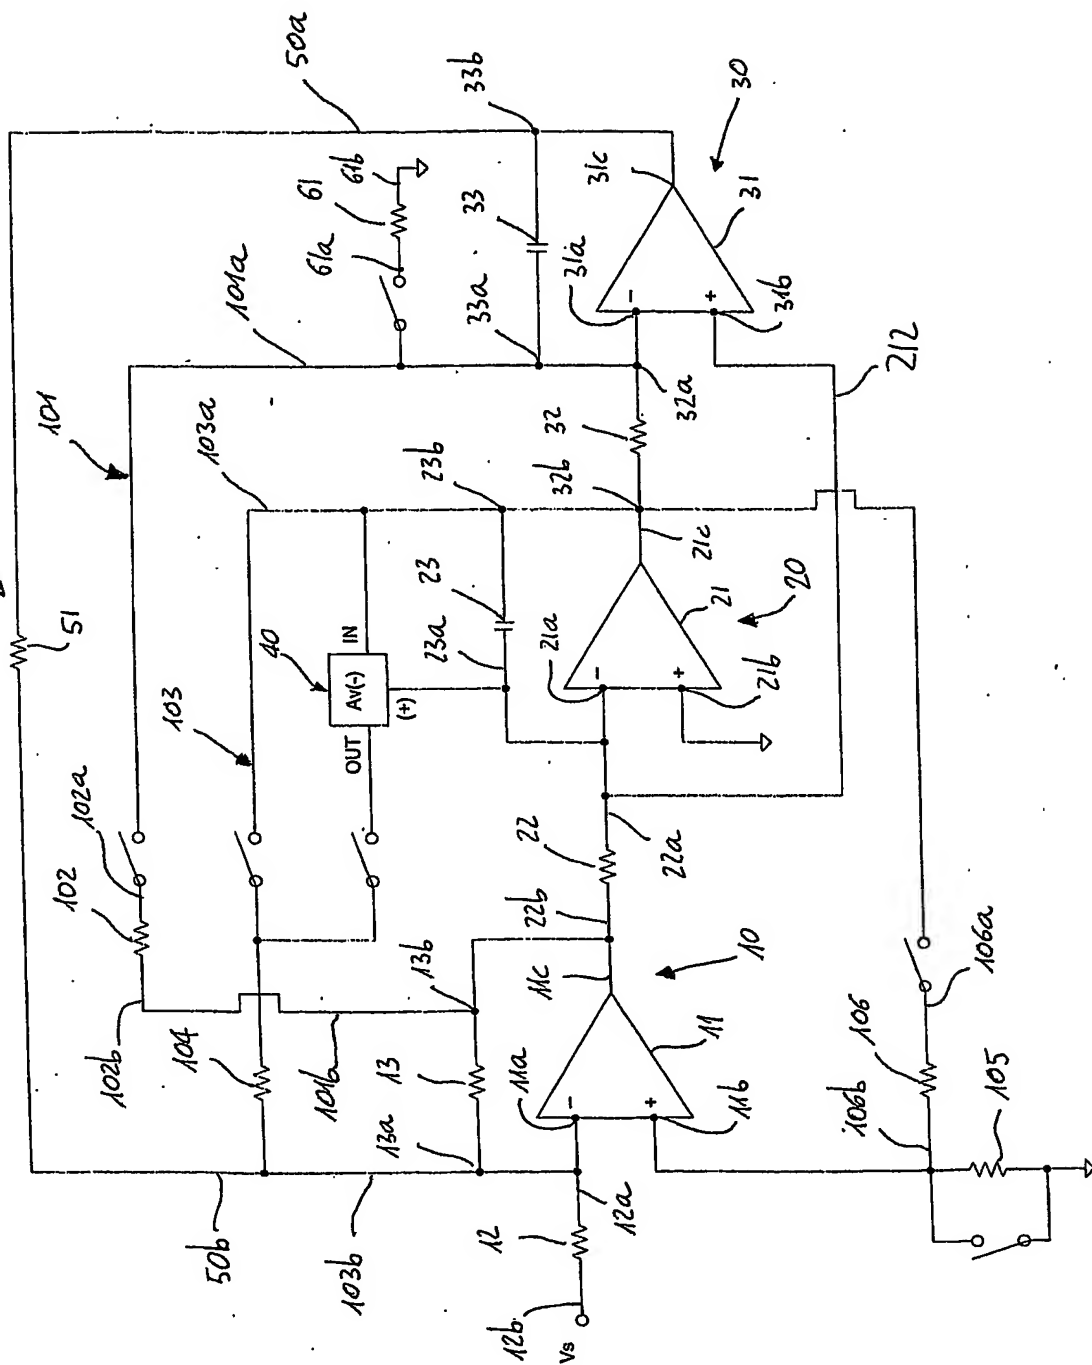 50a
33b
30
61b
61
61a
33
31c
31
101a
33a
31a
–
+
31b
212
101
103a
32
32a
23b
32b
51
40
IN
Av(-)
(+)
OUT
23
23a
21c
20
21
21a
–
+
21b
103
102a
102
22
22a
22b
102b
104
101b
13b
13
13a
11c
10
11
11a
–
+
11b
106a
106
106b
105
50b
103b
12
12a
12b
Vs